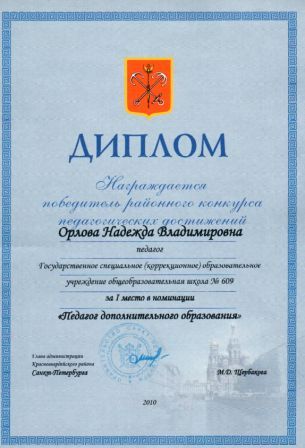 ДИПЛОМ
Награждается
победитель районного конкурса
педагогических достижений
Орлова Надежда Владимировна
педагог
Государственное специальное (коррекционное) образовательное
учреждение общеобразовательная школа № 609
за I место в номинации
«Педагог дополнительного образования»
Глава администрации
Красногвардейского района
Санкт-Петербурга
М.Д. Щербакова
2010